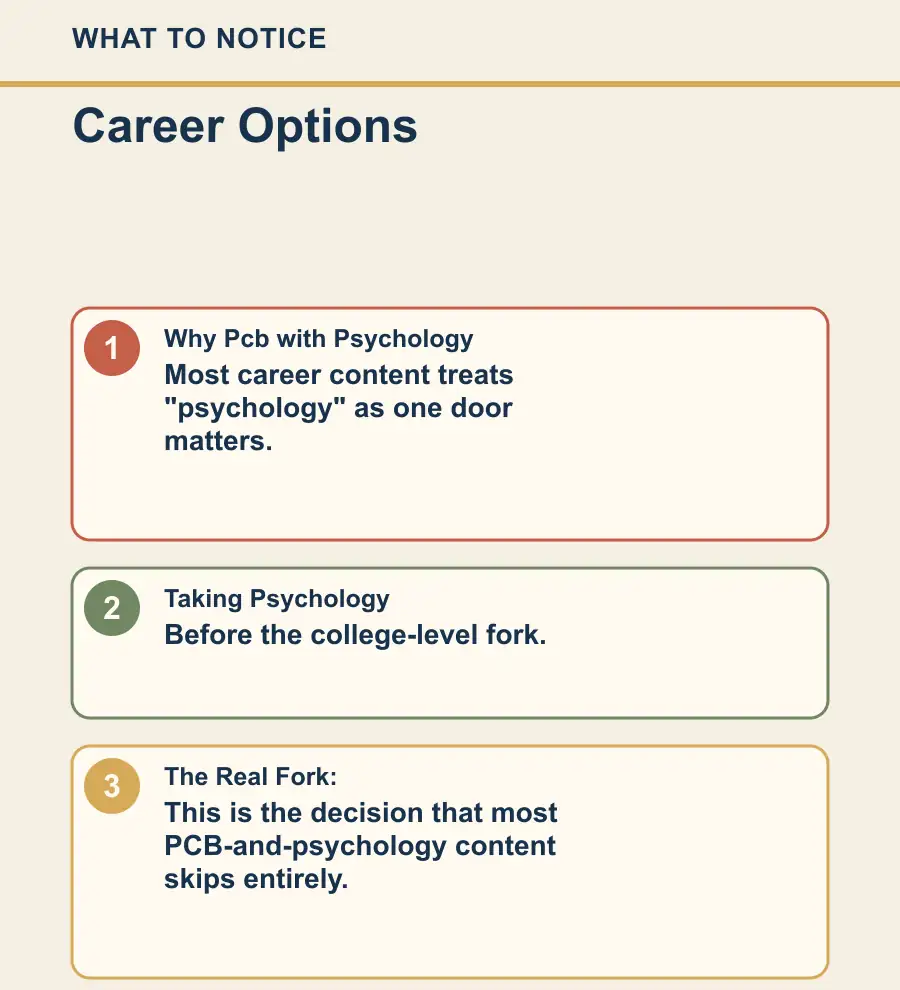 WHAT TO NOTICE
Career Options
1
Why Pcb with Psychology
Most career content treats
"psychology" as one door
matters.
2
Taking Psychology
Before the college-level fork.
3
The Real Fork:
This is the decision that most
PCB-and-psychology content
skips entirely.